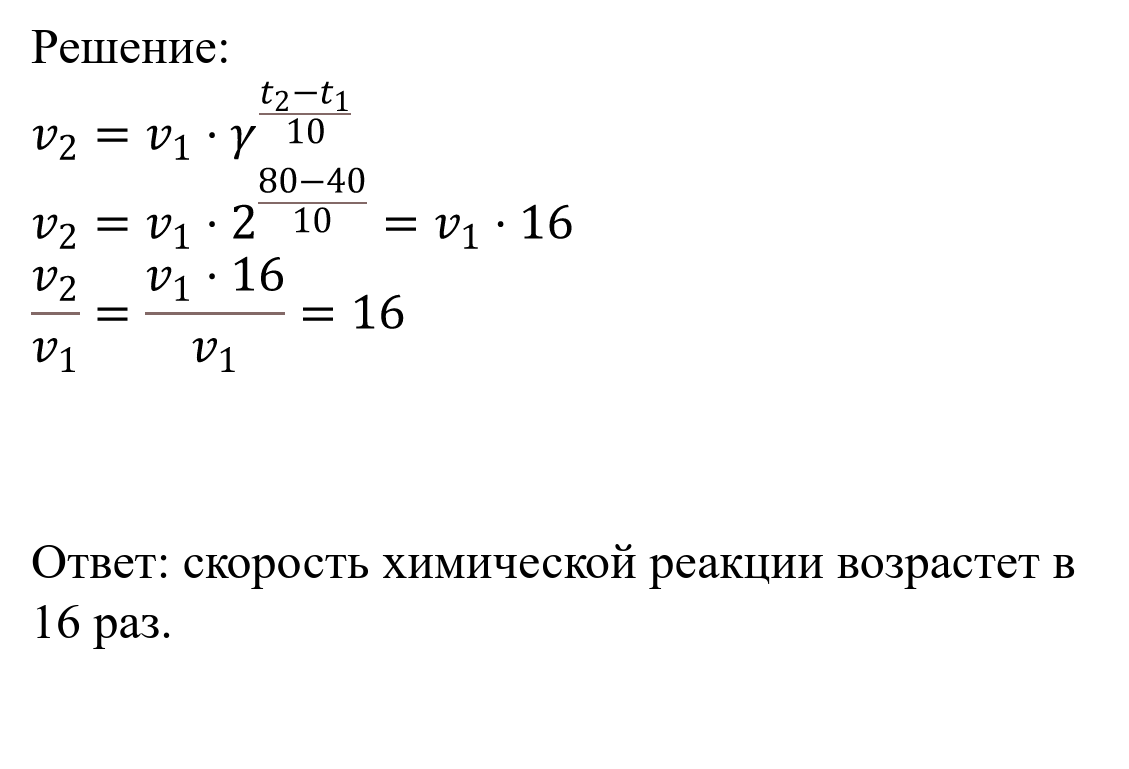 Решение:
v₂ = v₁ · γ^((t₂−t₁)/10)
v₂ = v₁ · 2^((80−40)/10) = v₁ · 16
v₂/v₁ = (v₁ · 16)/v₁ = 16
Ответ: скорость химической реакции возрастет в
16 раз.